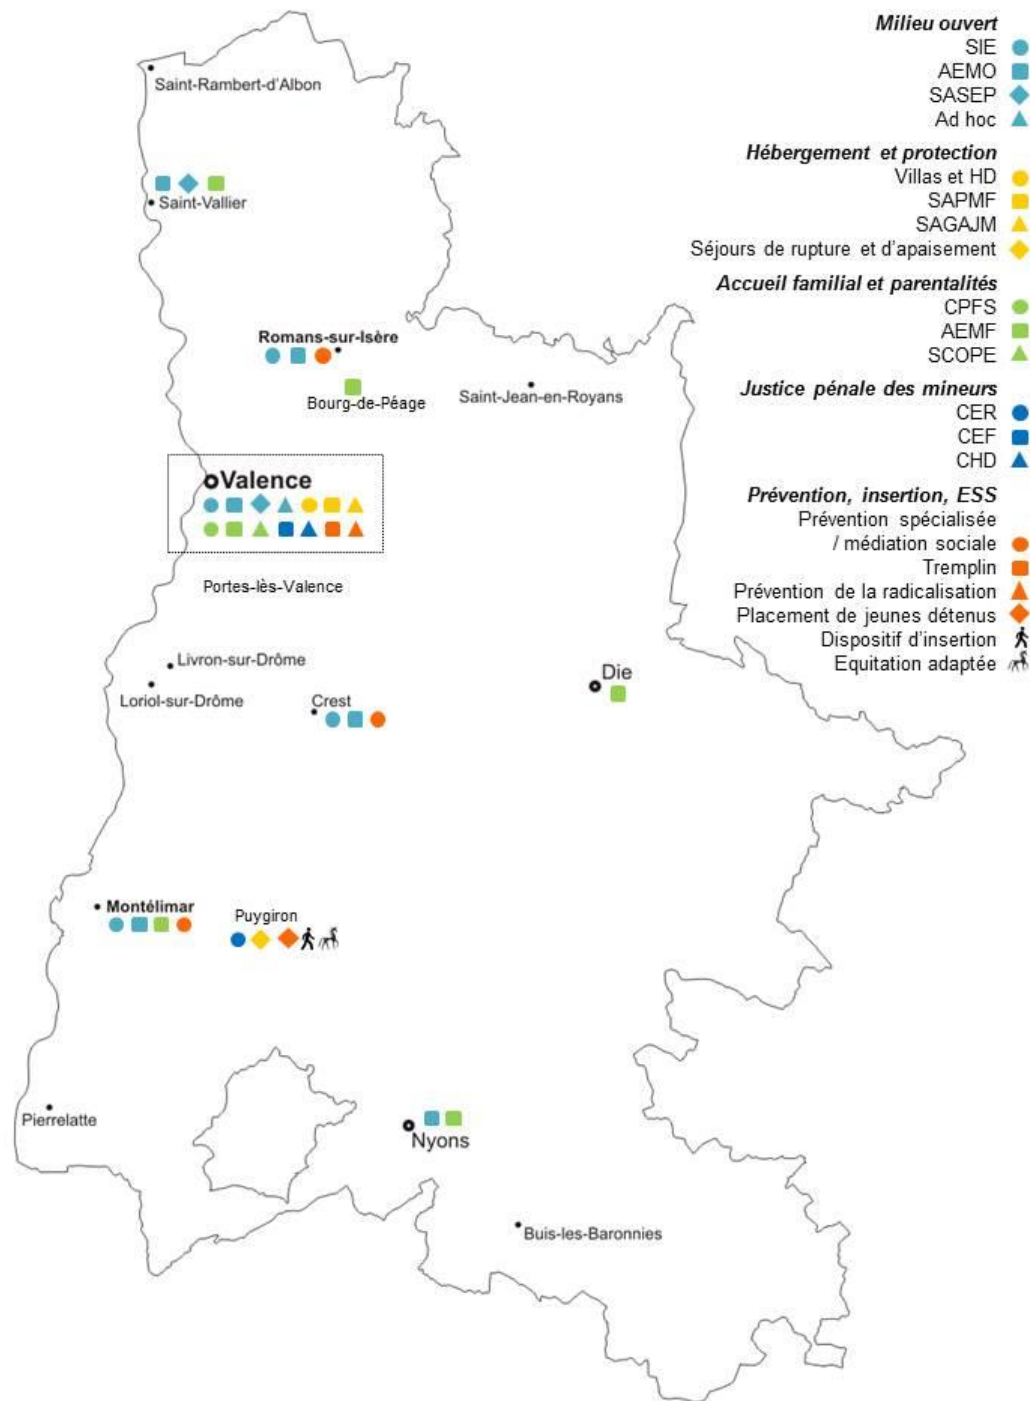 Milieu ouvert
SIE
AEMO
SASEP
Ad hoc
Hébergement et protection
Villas et HD
SAPMF
SAGAJM
Séjours de rupture et d'apaisement
Accueil familial et parentalités
CPFS
AEMF
SCOPE
Justice pénale des mineurs
CER
CEF
CHD
Prévention, insertion, ESS
Prévention spécialisée
/ médiation sociale
Tremplin
Prévention de la radicalisation
Placement de jeunes détenus
Dispositif d'insertion
Equitation adaptée
Saint-Rambert-d'Albon
Saint-Vallier
Romans-sur-Isère
Bourg-de-Péage
Saint-Jean-en-Royans
Valence
Portes-lès-Valence
Livron-sur-Drôme
Loriol-sur-Drôme
Crest
Die
Montélimar
Puygiron
Pierrelatte
Nyons
Buis-les-Baronnies